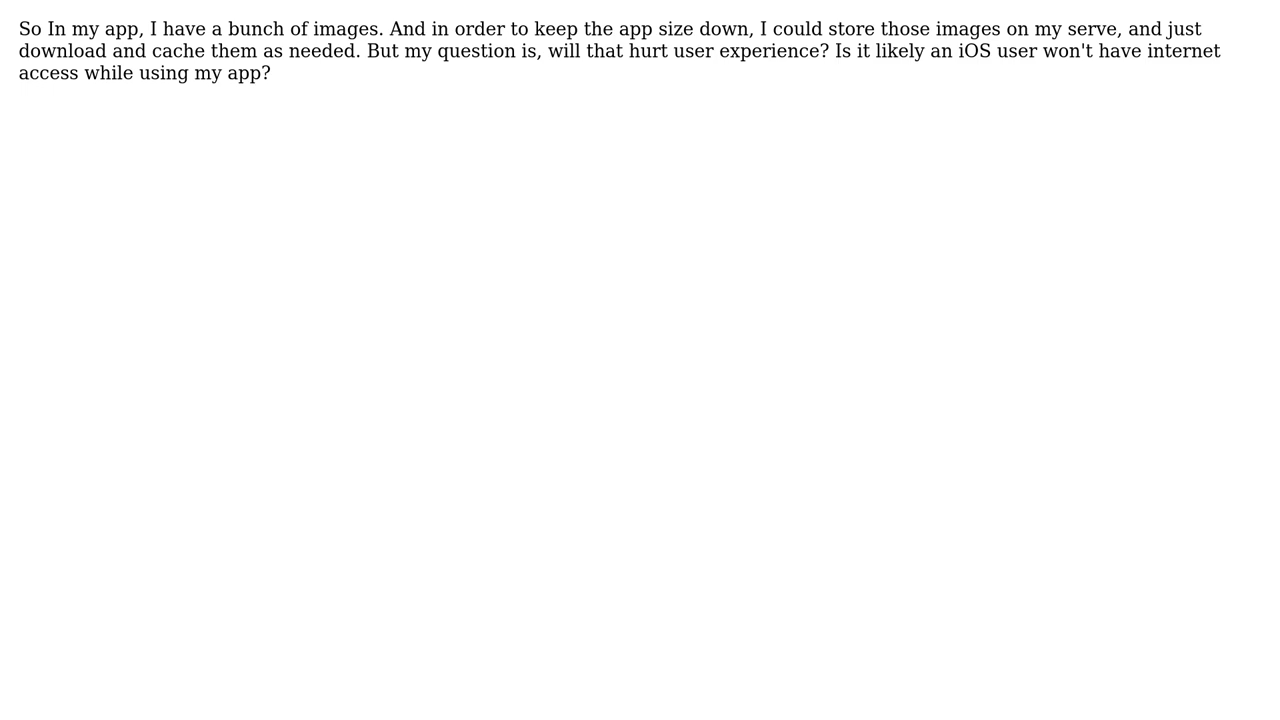 So In my app, I have a bunch of images. And in order to keep the app size down, I could store those images on my serve, and just
download and cache them as needed. But my question is, will that hurt user experience? Is it likely an iOS user won't have internet
access while using my app?